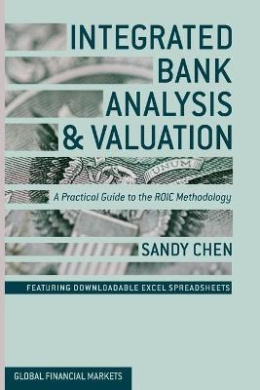 INTEGRATED
BANK
ANALYSIS
& VALUATION
UNUM
A Practical Guide to the ROIC Methodology
SANDY CHEN
FEATURING DOWNLOADABLE EXCEL SPREADSHEETS
GLOBAL FINANCIAL MARKETS